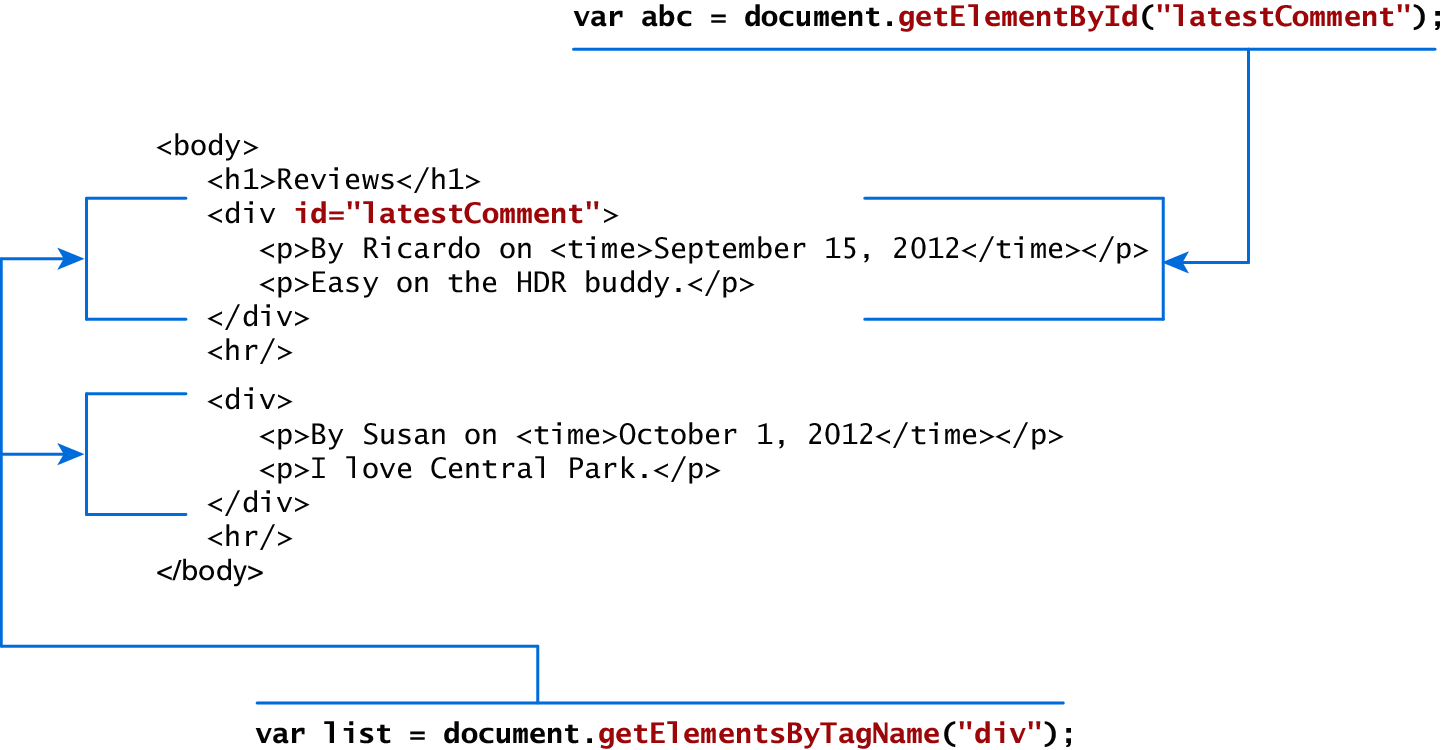 var abc = document.getElementById("latestComment");
<body>
<h1>Reviews</h1>
<div id="latestComment">
<p>By Ricardo on <time>September 15, 2012</time></p>
<p>Easy on the HDR buddy.</p>
</div>
<hr/>
<div>
<p>By Susan on <time>October 1, 2012</time></p>
<p>I love Central Park.</p>
</div>
<hr/>
</body>
var list = document.getElementsByTagName("div");